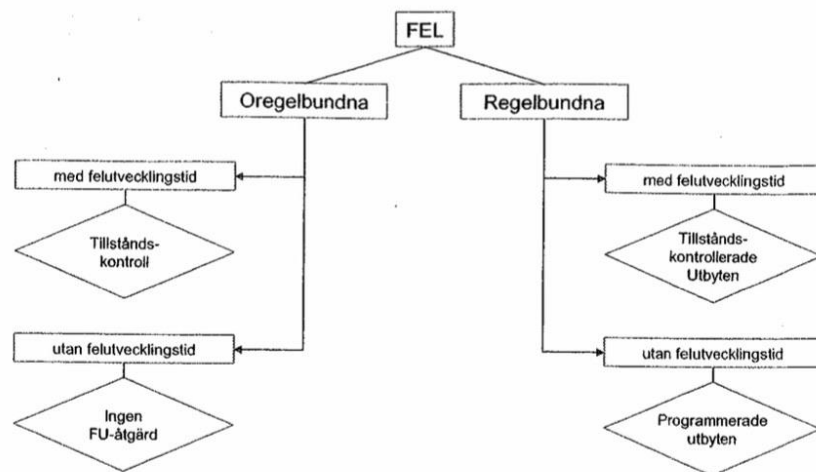 FEL
Oregelbundna
Regelbundna
med felutvecklingstid
med felutvecklingstid
Tillstånds-
kontroll
Tillstånds-
kontrollerade
Utbyten
utan felutvecklingstid
utan felutvecklingstid
Ingen
FU-åtgärd
Programmerade
utbyten